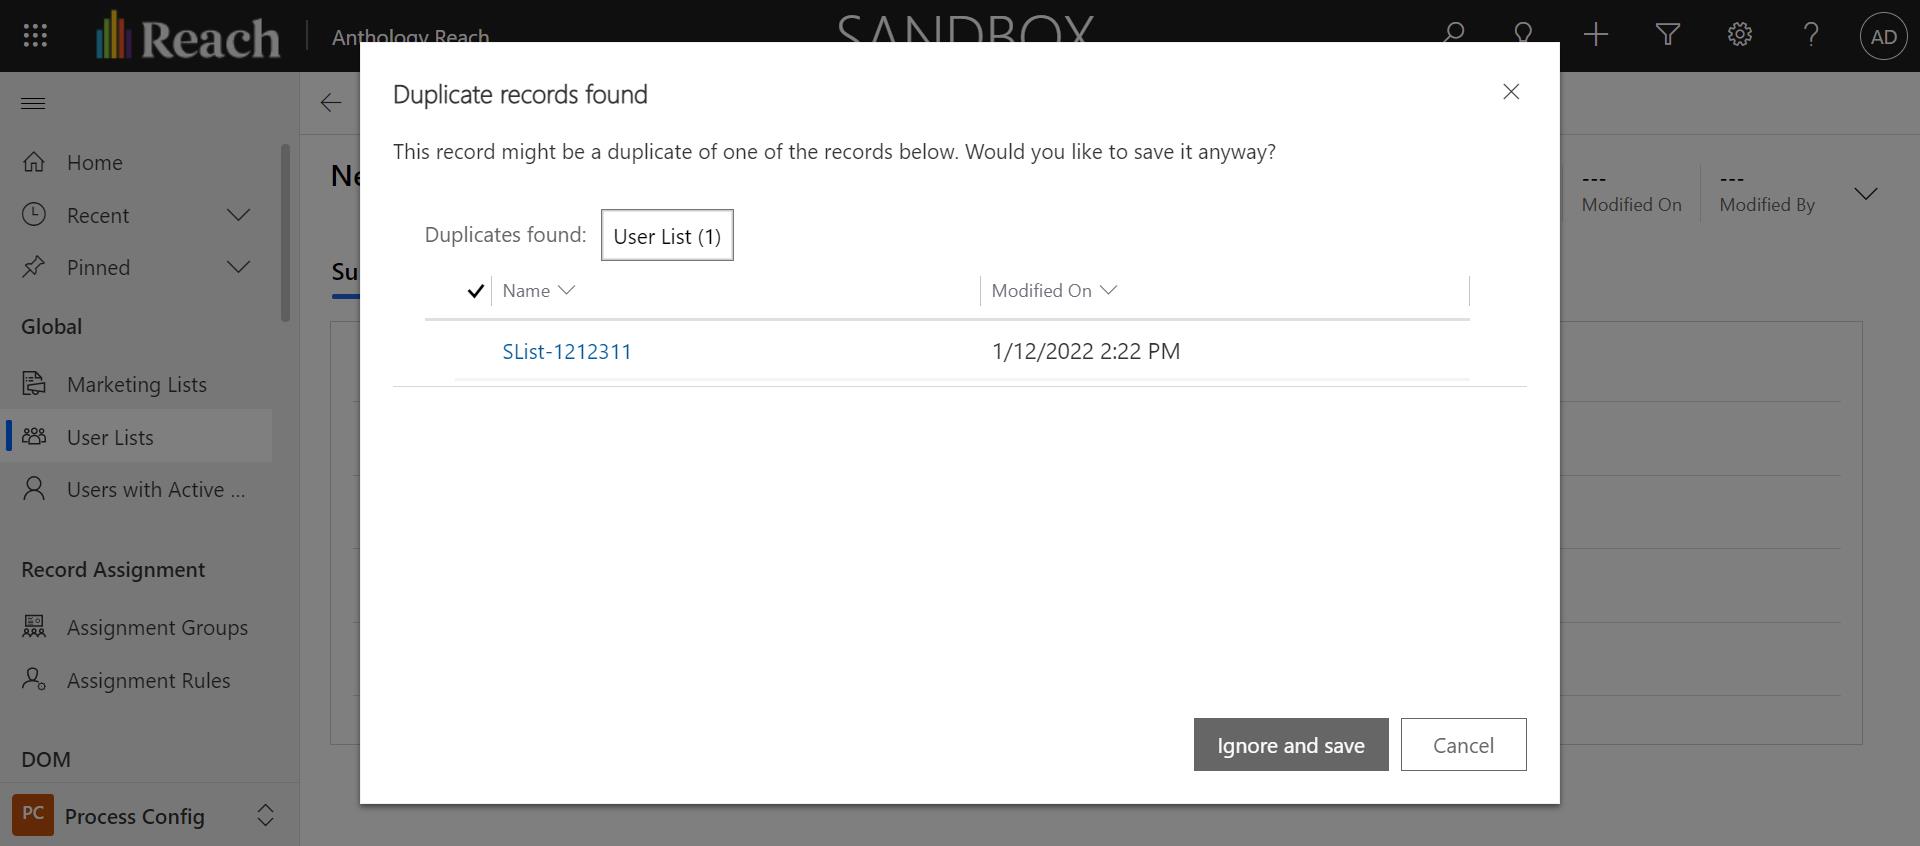 Reach
Anthology Reach
SANDBOX
AD
Home
Recent
Pinned
Global
Marketing Lists
User Lists
Users with Active ...
Record Assignment
Assignment Groups
Assignment Rules
DOM
PC
Process Config
Ne
Su
---
Modified On
---
Modified By
Duplicate records found
This record might be a duplicate of one of the records below. Would you like to save it anyway?
Duplicates found: User List (1)
Name Modified On
SList-1212311 1/12/2022 2:22 PM
Ignore and save Cancel